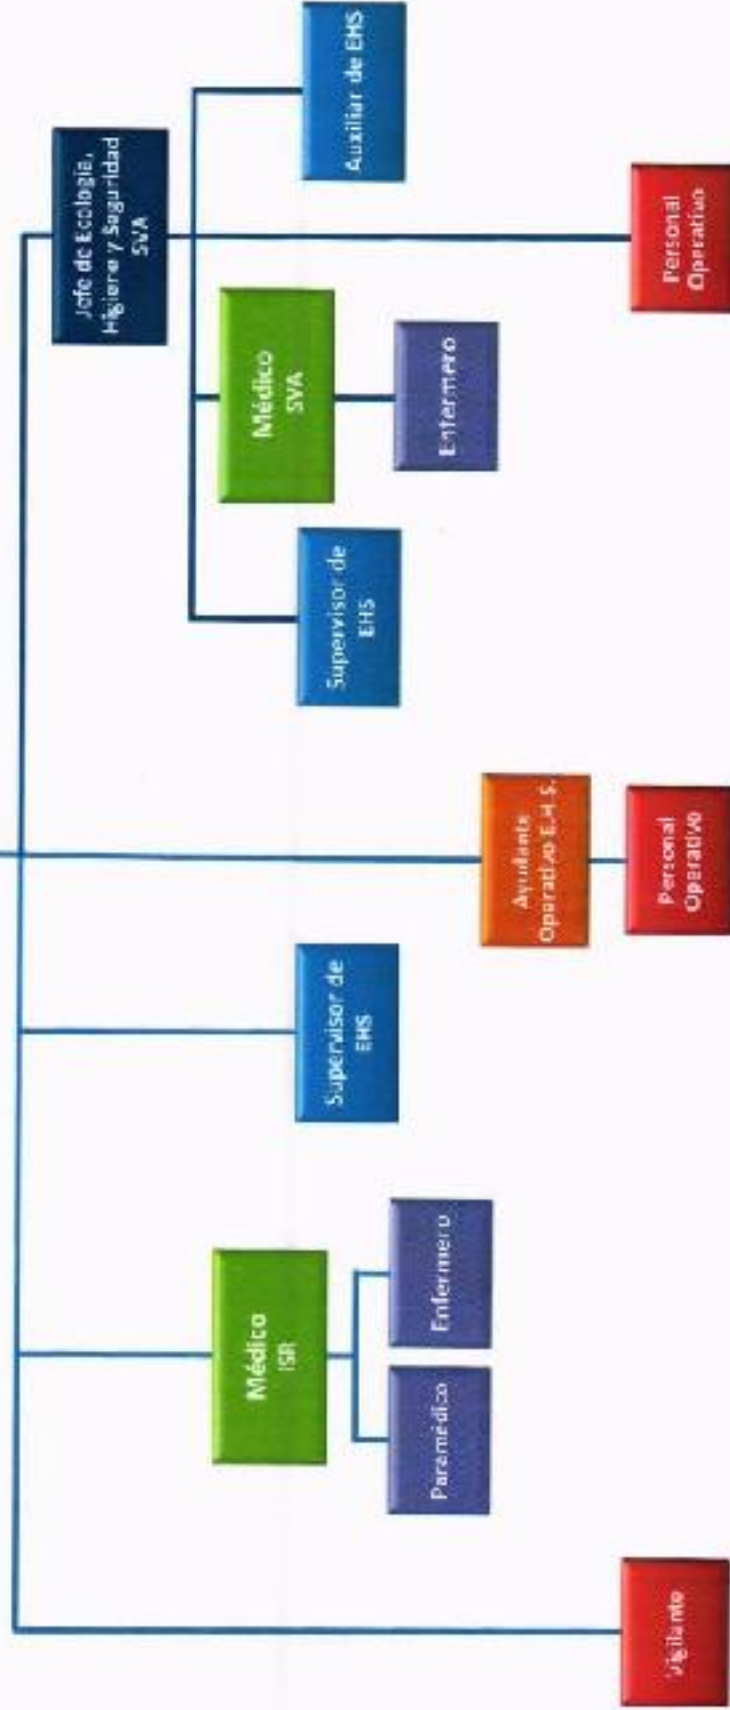 Jefe de Ecología,
Higiene y Seguridad
SVA
Médico
ISR
Médico
SVA
Supervisor de
EHS
Supervisor de
EHS
Auxiliar de EHS
Paramédico
Enfermero
Enfermero
Ayudante
Operativo E.H.S.
Vigilante
Personal
Operativo
Personal
Operativo